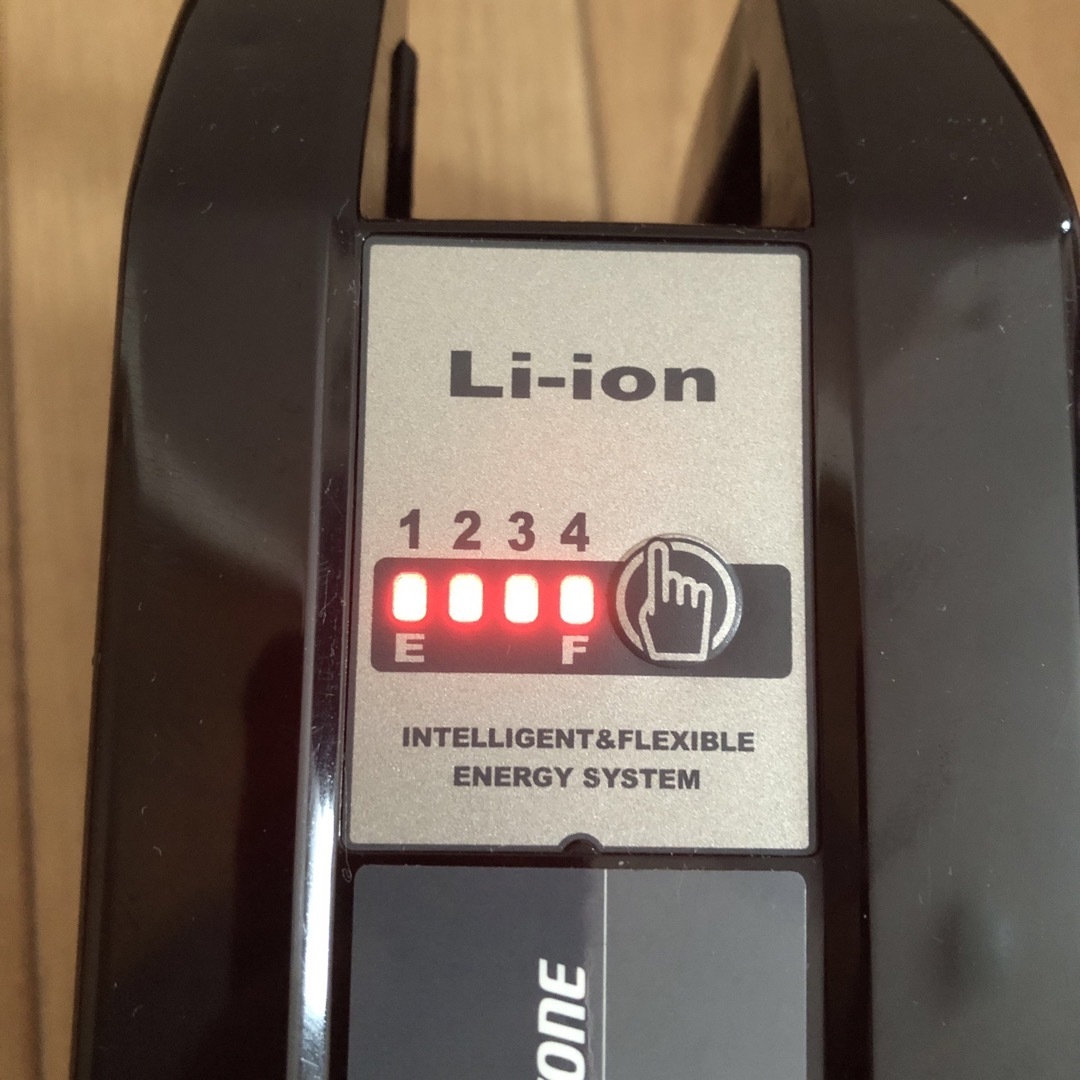 Li-ion
1 2 3 4
E F
INTELLIGENT&FLEXIBLE
ENERGY SYSTEM